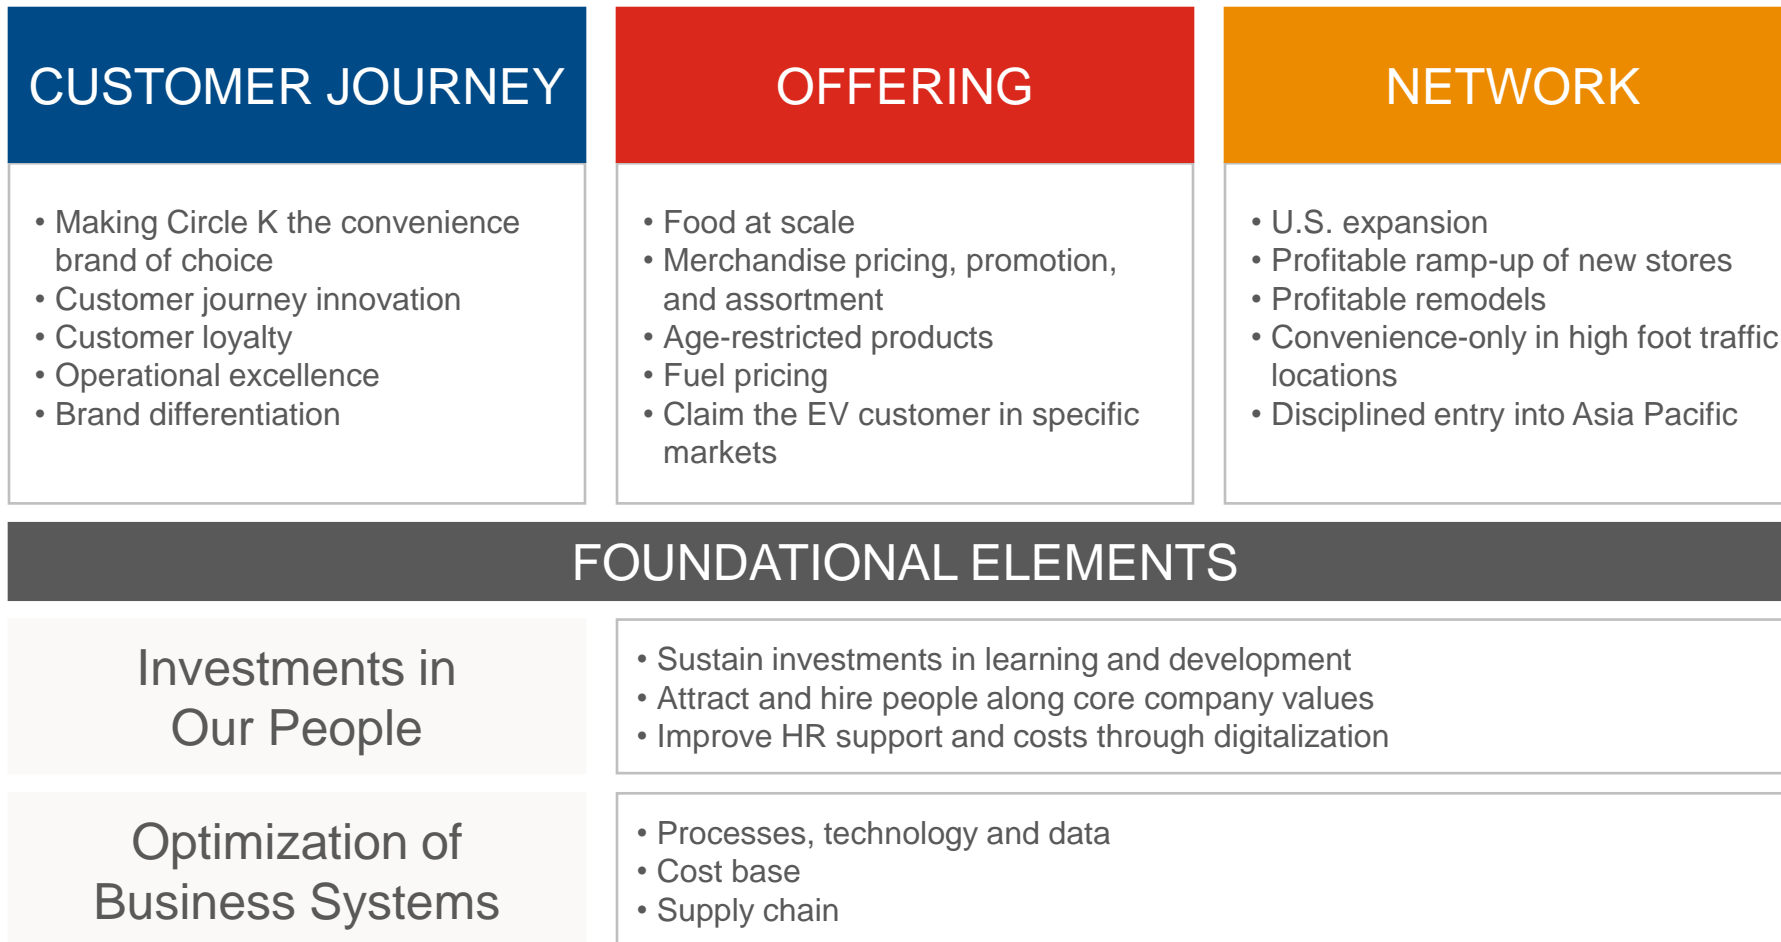 CUSTOMER JOURNEY
• Making Circle K the convenience
brand of choice
• Customer journey innovation
• Customer loyalty
• Operational excellence
• Brand differentiation
OFFERING
• Food at scale
• Merchandise pricing, promotion,
and assortment
• Age-restricted products
• Fuel pricing
• Claim the EV customer in specific
markets
NETWORK
• U.S. expansion
• Profitable ramp-up of new stores
• Profitable remodels
• Convenience-only in high foot traffic
locations
• Disciplined entry into Asia Pacific
FOUNDATIONAL ELEMENTS
Investments in
Our People
• Sustain investments in learning and development
• Attract and hire people along core company values
• Improve HR support and costs through digitalization
Optimization of
Business Systems
• Processes, technology and data
• Cost base
• Supply chain